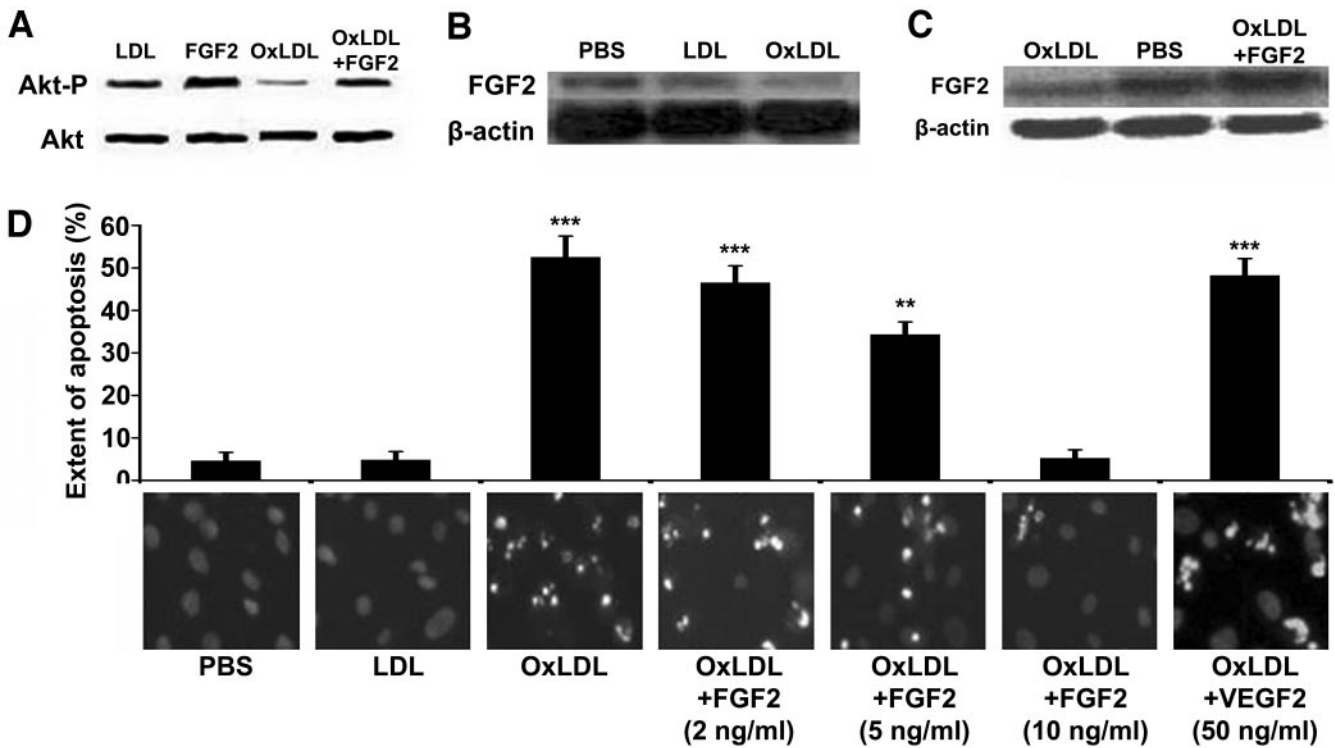 A
LDL FGF2 OxLDL OxLDL
+FGF2
Akt-P
Akt
B
PBS LDL OxLDL
FGF2
β-actin
C
OxLDL PBS OxLDL
+FGF2
FGF2
β-actin
D
Extent of apoptosis (%)
60
50
40
30
20
10
0
*** *** ** ***
PBS LDL OxLDL OxLDL OxLDL OxLDL OxLDL
+FGF2 +FGF2 +FGF2 +VEGF2
(2 ng/ml) (5 ng/ml) (10 ng/ml) (50 ng/ml)